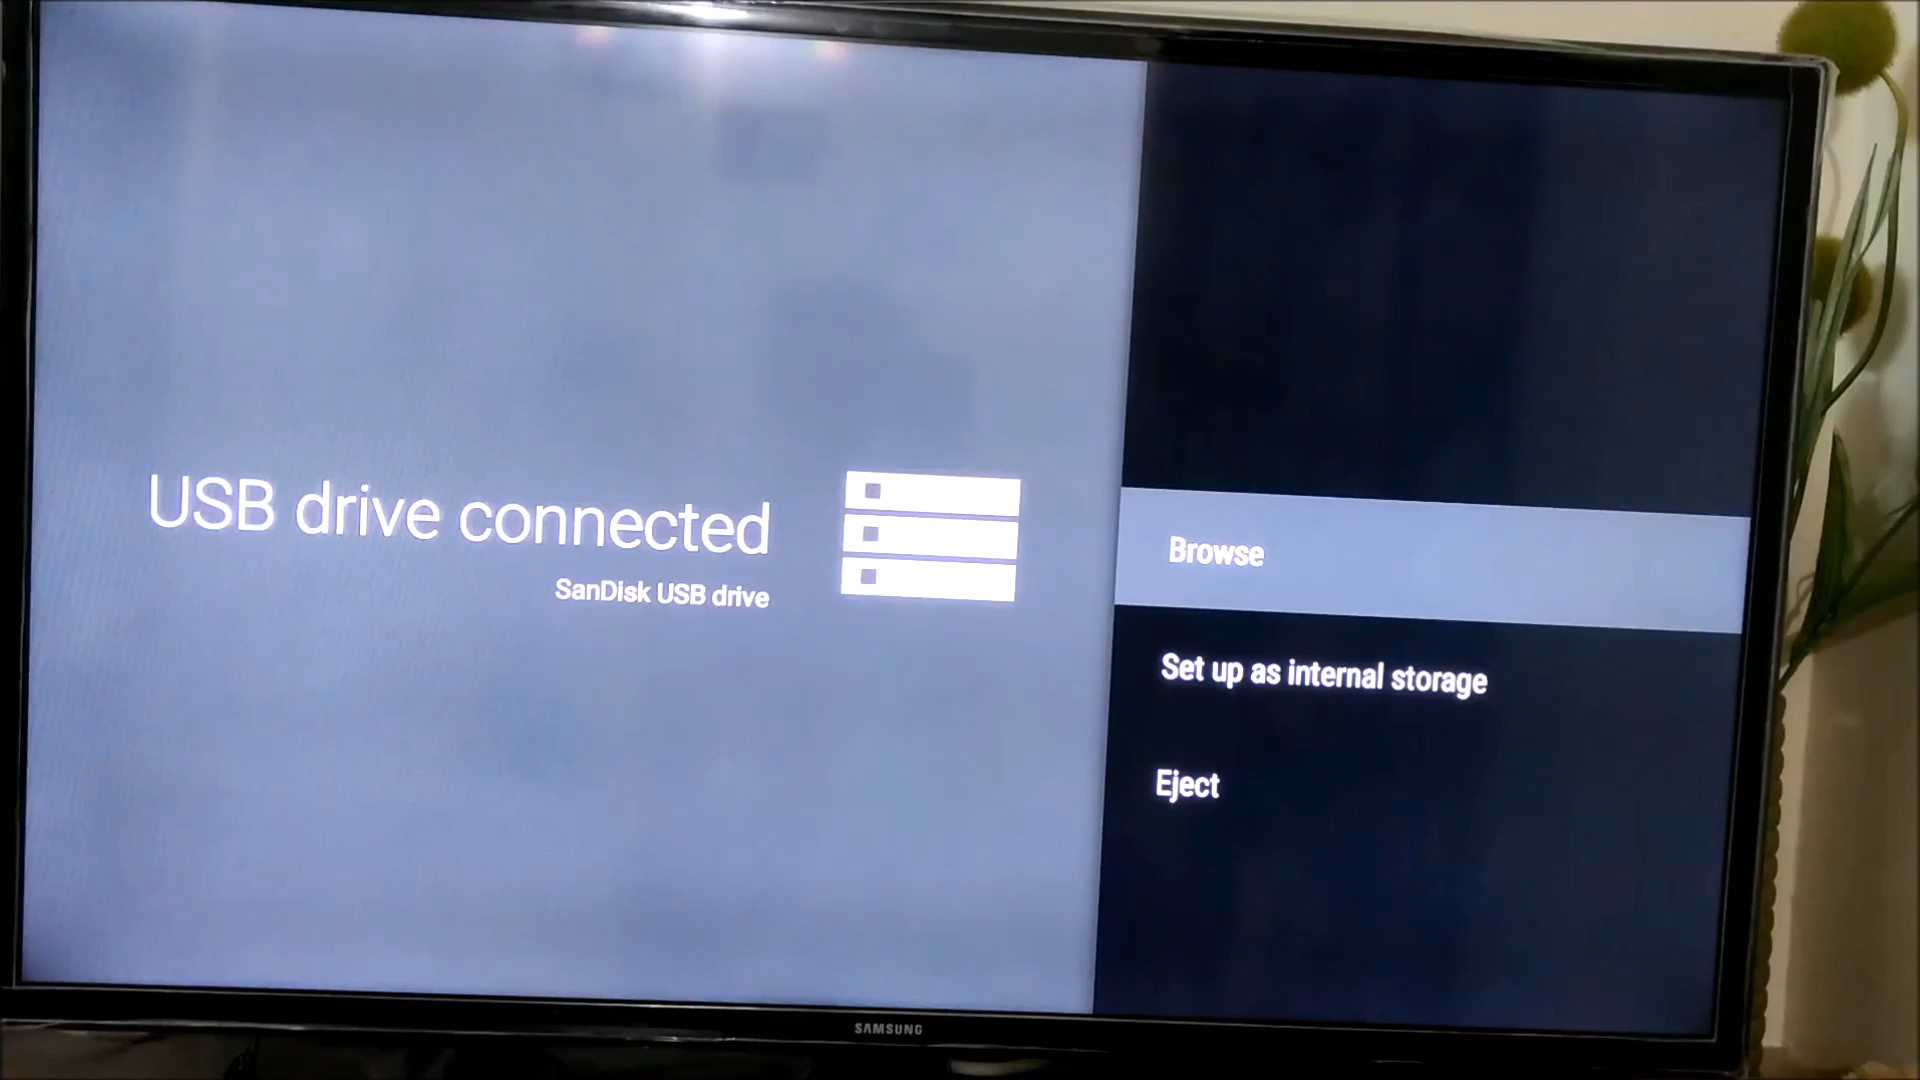 USB drive connected
SanDisk USB drive
Browse
Set up as internal storage
Eject
SAMSUNG